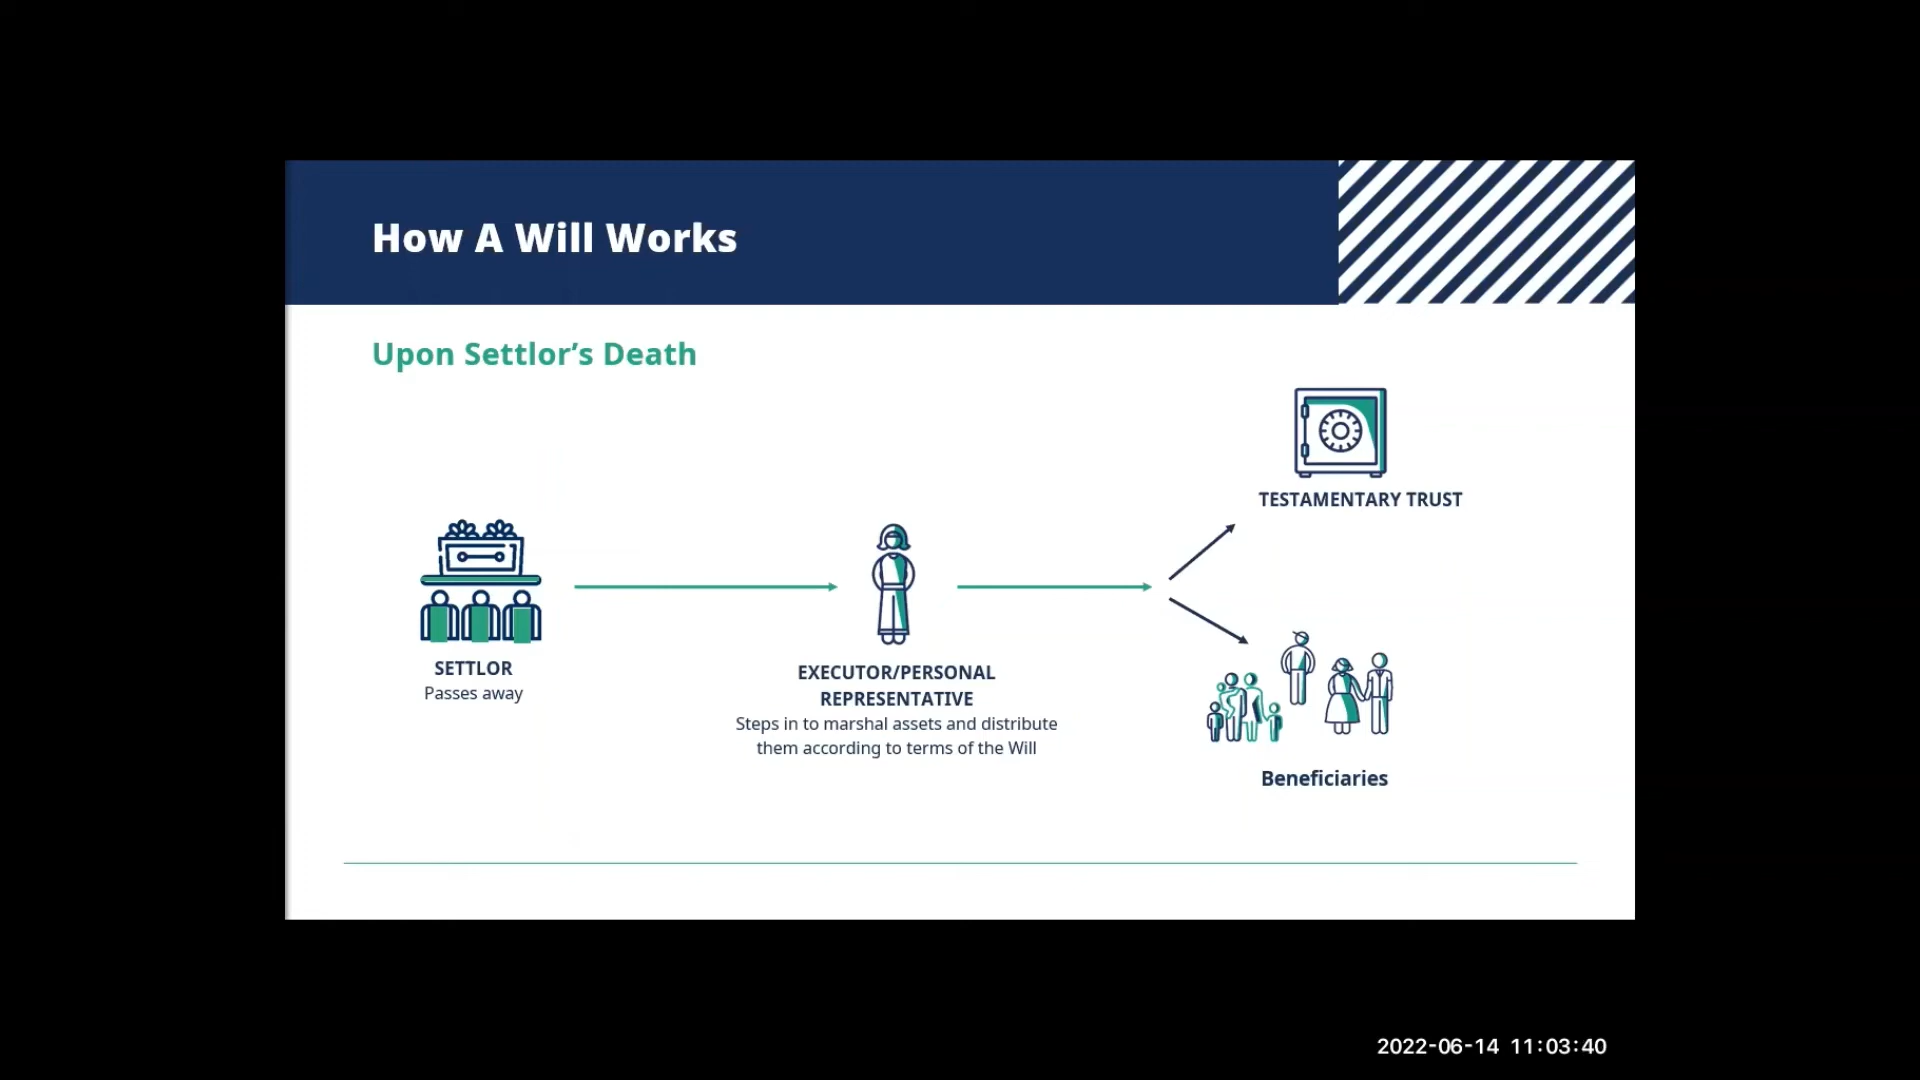 How A Will Works
Upon Settlor’s Death
TESTAMENTARY TRUST
SETTLOR
Passes away
EXECUTOR/PERSONAL
REPRESENTATIVE
Steps in to marshal assets and distribute
them according to terms of the Will
Beneficiaries
2022-06-14 11:03:40